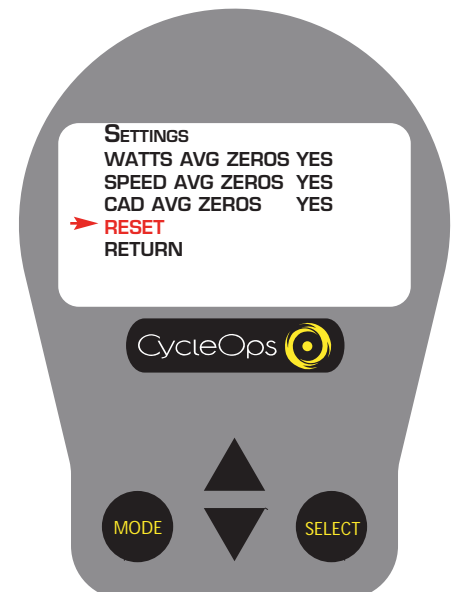 SETTINGS
WATTS AVG ZEROS YES
SPEED AVG ZEROS YES
CAD AVG ZEROS YES
RESET
RETURN
CycleOps
MODE
SELECT